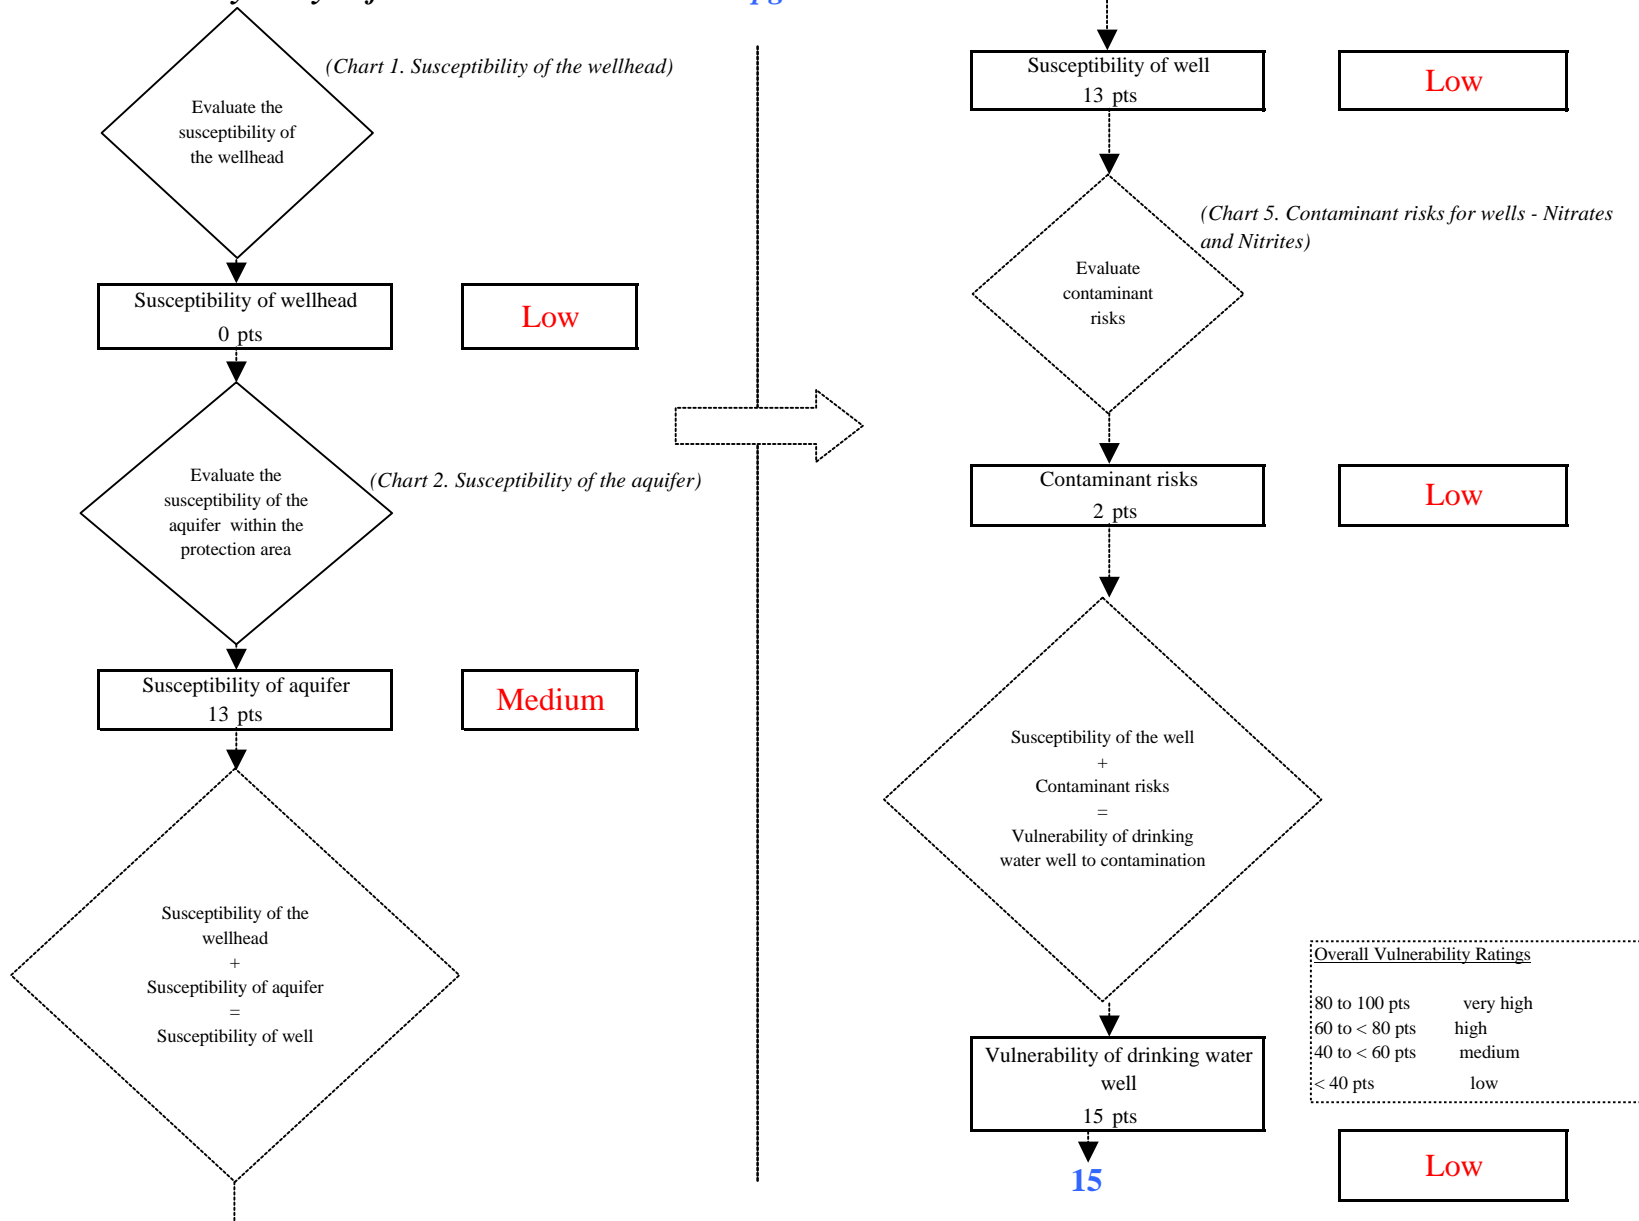 (Chart 1. Susceptibility of the wellhead)
Evaluate the
susceptibility of
the wellhead
Susceptibility of wellhead
0 pts
Low
Evaluate the
susceptibility of the
aquifer within the
protection area
(Chart 2. Susceptibility of the aquifer)
Susceptibility of aquifer
13 pts
Medium
Susceptibility of the
wellhead
+
Susceptibility of aquifer
=
Susceptibility of well
Susceptibility of well
13 pts
Low
(Chart 5. Contaminant risks for wells - Nitrates
and Nitrites)
Evaluate
contaminant
risks
Contaminant risks
2 pts
Low
Susceptibility of the well
+
Contaminant risks
=
Vulnerability of drinking
water well to contamination
Overall Vulnerability Ratings
80 to 100 pts very high
60 to < 80 pts high
40 to < 60 pts medium
< 40 pts low
Vulnerability of drinking water
well
15 pts
15
Low